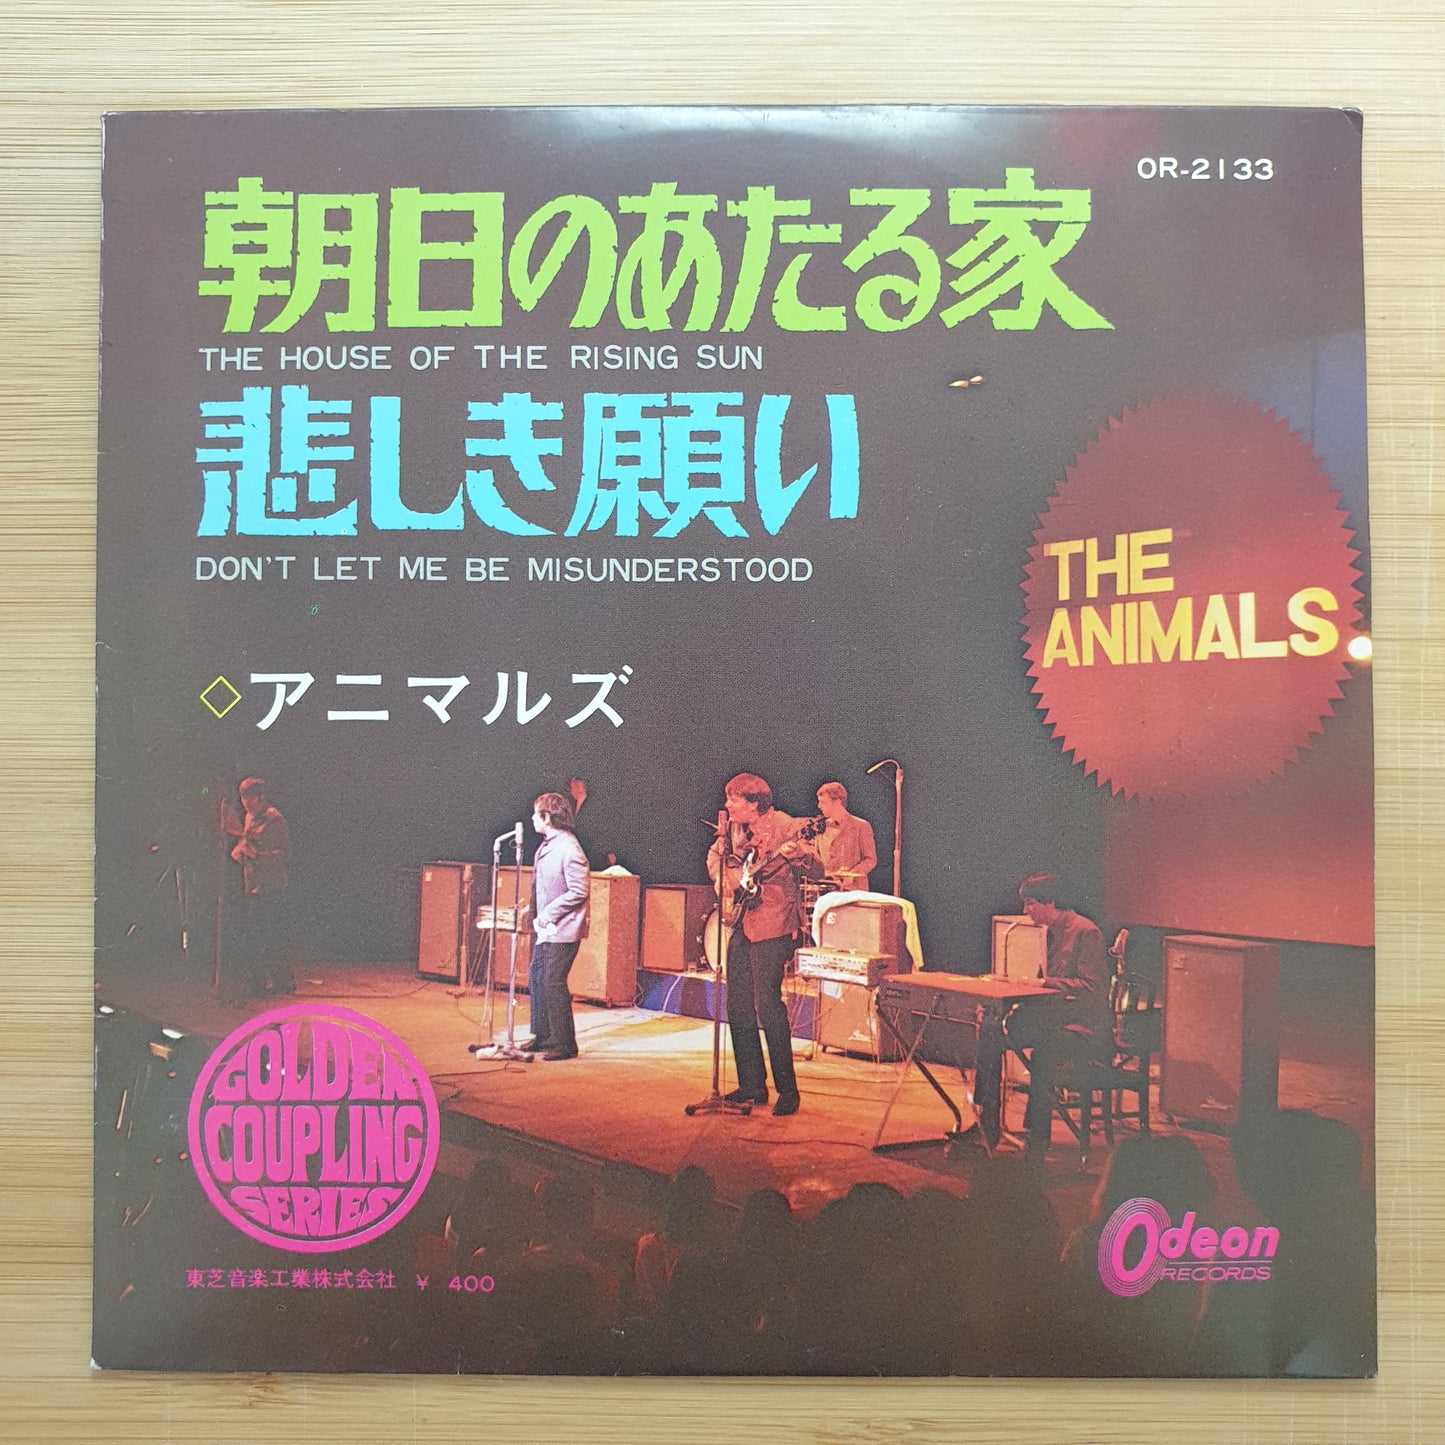 OR-2133
朝日のあたる家
THE HOUSE OF THE RISING SUN
悲しき願い
DON'T LET ME BE MISUNDERSTOOD
THE
ANIMALS
◇アニマルズ
GOLDEN
COUPLING
SERIES
東芝音楽工業株式会社 ¥ 400
Odeon
RECORDS